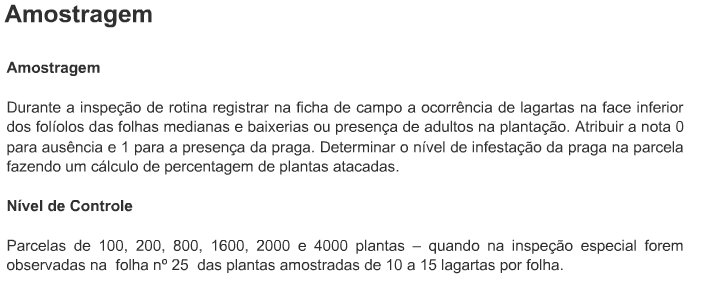 Amostragem
Amostragem
Durante a inspeção de rotina registrar na ficha de campo a ocorrência de lagartas na face inferior
dos folíolos das folhas medianas e baixerias ou presença de adultos na plantação. Atribuir a nota 0
para ausência e 1 para a presença da praga. Determinar o nível de infestação da praga na parcela
fazendo um cálculo de percentagem de plantas atacadas.
Nível de Controle
Parcelas de 100, 200, 800, 1600, 2000 e 4000 plantas – quando na inspeção especial forem
observadas na folha nº 25 das plantas amostradas de 10 a 15 lagartas por folha.